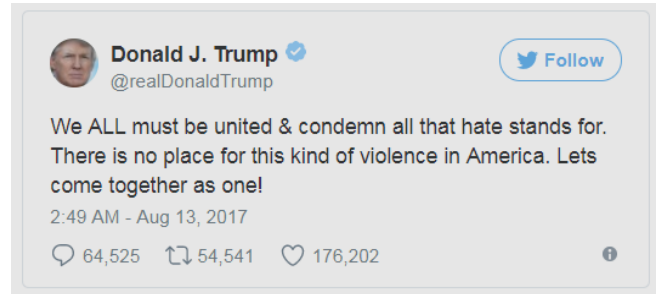 Donald J. Trump
Follow
@realDonaldTrump
We ALL must be united & condemn all that hate stands for.
There is no place for this kind of violence in America. Lets
come together as one!
2:49 AM - Aug 13, 2017
64,525 54,541 176,202